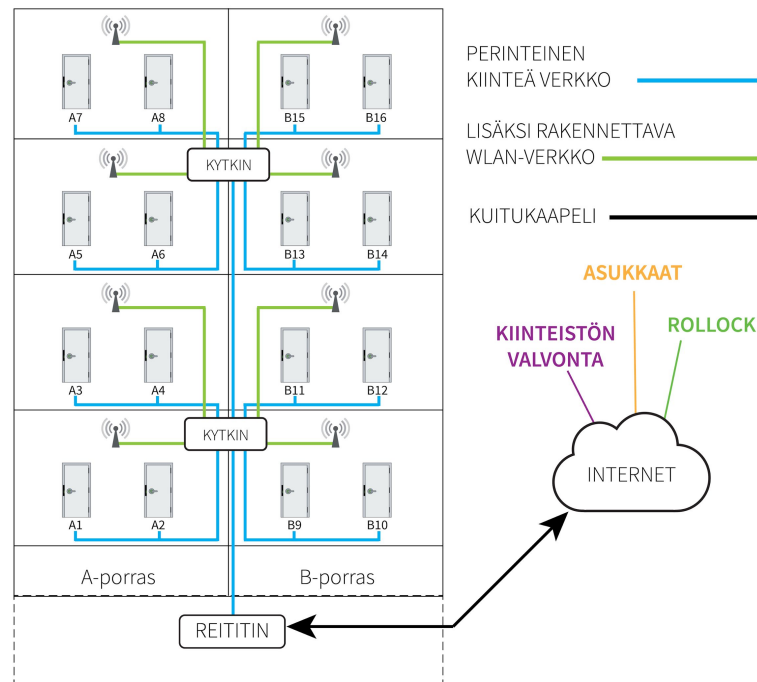 A7 A8 B15 B16
KYTKIN
A5 A6 B13 B14
A3 A4 B11 B12
KYTKIN
A1 A2 B9 B10
A-porras B-porras
REITITIN
PERINTEINEN
KIINTEÄ VERKKO
LISÄKSI RAKENNETTAVA
WLAN-VERKKO
KUITUKAAPELI
ASUKKAAT
KIINTEISTÖN
VALVONTA
ROLLOCK
INTERNET